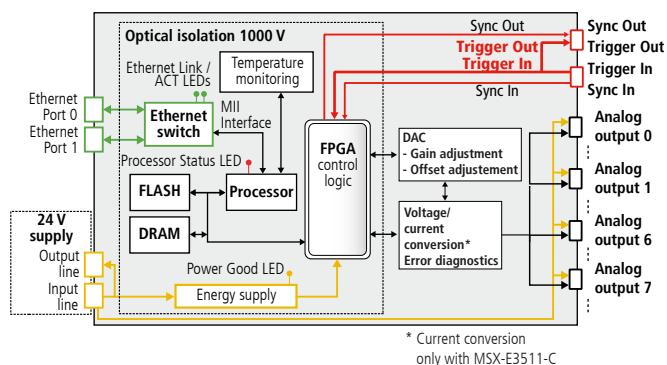 Optical isolation 1000 V
Ethernet Link /
ACT LEDs
Temperature
monitoring
Sync Out
Trigger Out
Trigger In
Sync In
Sync Out
Trigger Out
Trigger In
Sync In
Ethernet
Port 0
Ethernet
Port 1
Ethernet
switch
MII
Interface
Processor Status LED
FLASH
Processor
DRAM
FPGA
control
logic
DAC
- Gain adjustment
- Offset adjustement
Voltage/
current
conversion*
Error diagnostics
Analog
output 0
Analog
output 1
Analog
output 6
Analog
output 7
24 V
supply
Output
line
Input
line
Power Good LED
Energy supply
* Current conversion
only with MSX-E3511-C